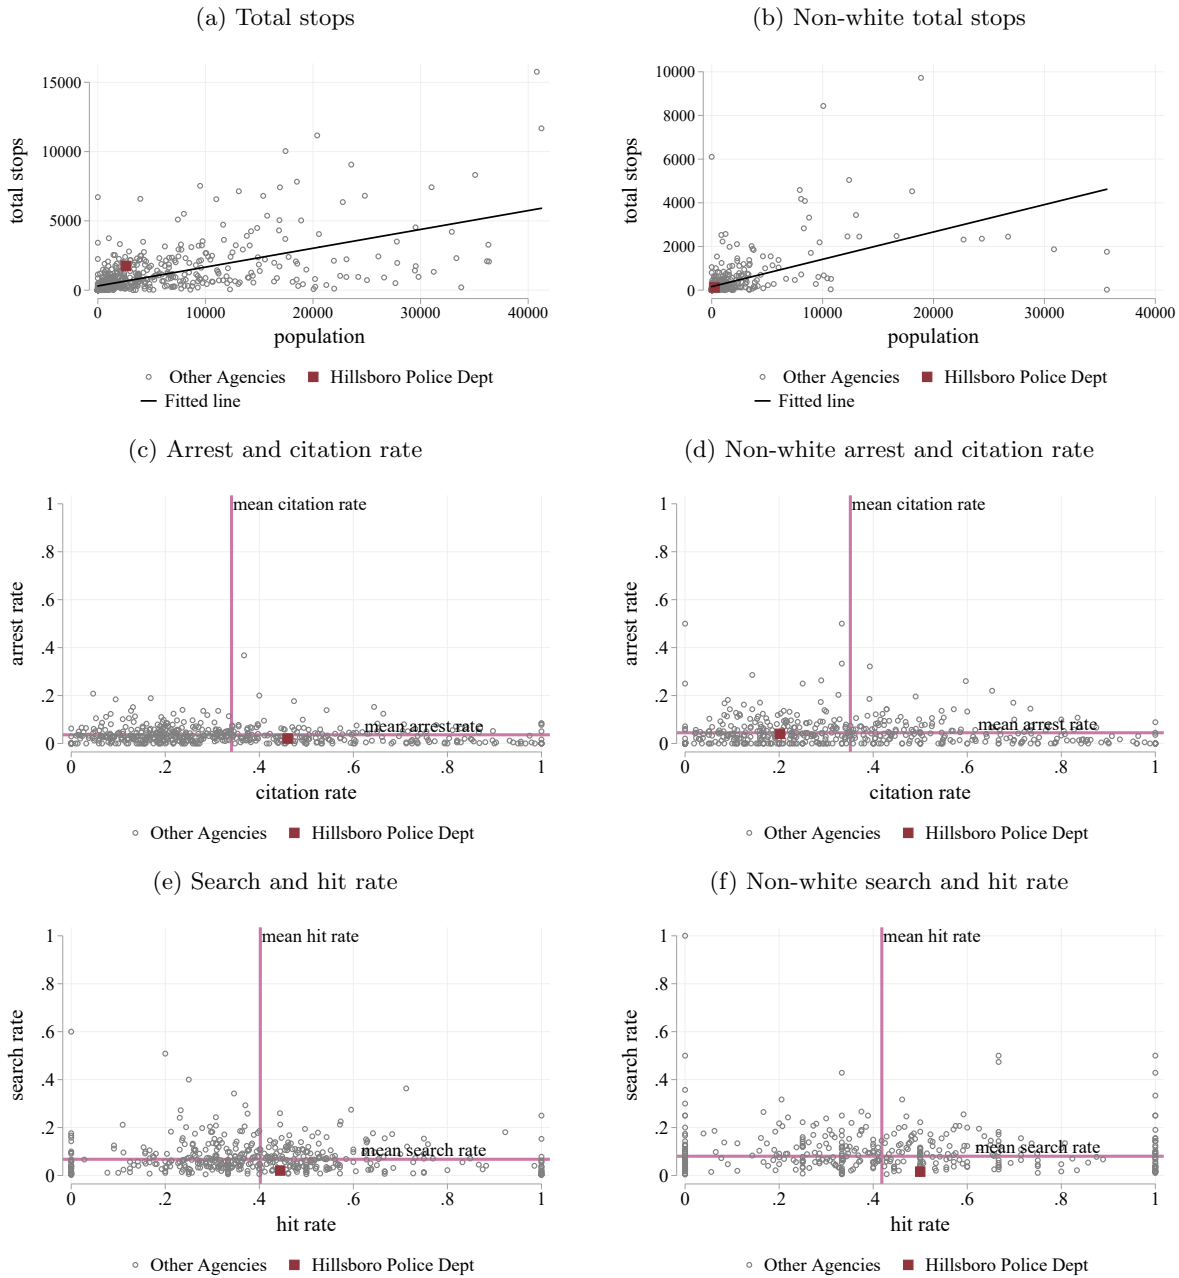 (a) Total stops
(b) Non-white total stops
total stops
15000
10000
5000
0
0 10000 20000 30000 40000
population
Other Agencies Hillsboro Police Dept
Fitted line
total stops
10000
8000
6000
4000
2000
0
0 10000 20000 30000 40000
population
Other Agencies Hillsboro Police Dept
Fitted line
(c) Arrest and citation rate
(d) Non-white arrest and citation rate
arrest rate
1
.8
.6
.4
.2
0
mean citation rate
mean arrest rate
0 .2 .4 .6 .8 1
citation rate
Other Agencies Hillsboro Police Dept
arrest rate
1
.8
.6
.4
.2
0
mean citation rate
mean arrest rate
0 .2 .4 .6 .8 1
citation rate
Other Agencies Hillsboro Police Dept
(e) Search and hit rate
(f) Non-white search and hit rate
search rate
1
.8
.6
.4
.2
0
mean hit rate
mean search rate
0 .2 .4 .6 .8 1
hit rate
Other Agencies Hillsboro Police Dept
search rate
1
.8
.6
.4
.2
0
mean hit rate
mean search rate
0 .2 .4 .6 .8 1
hit rate
Other Agencies Hillsboro Police Dept